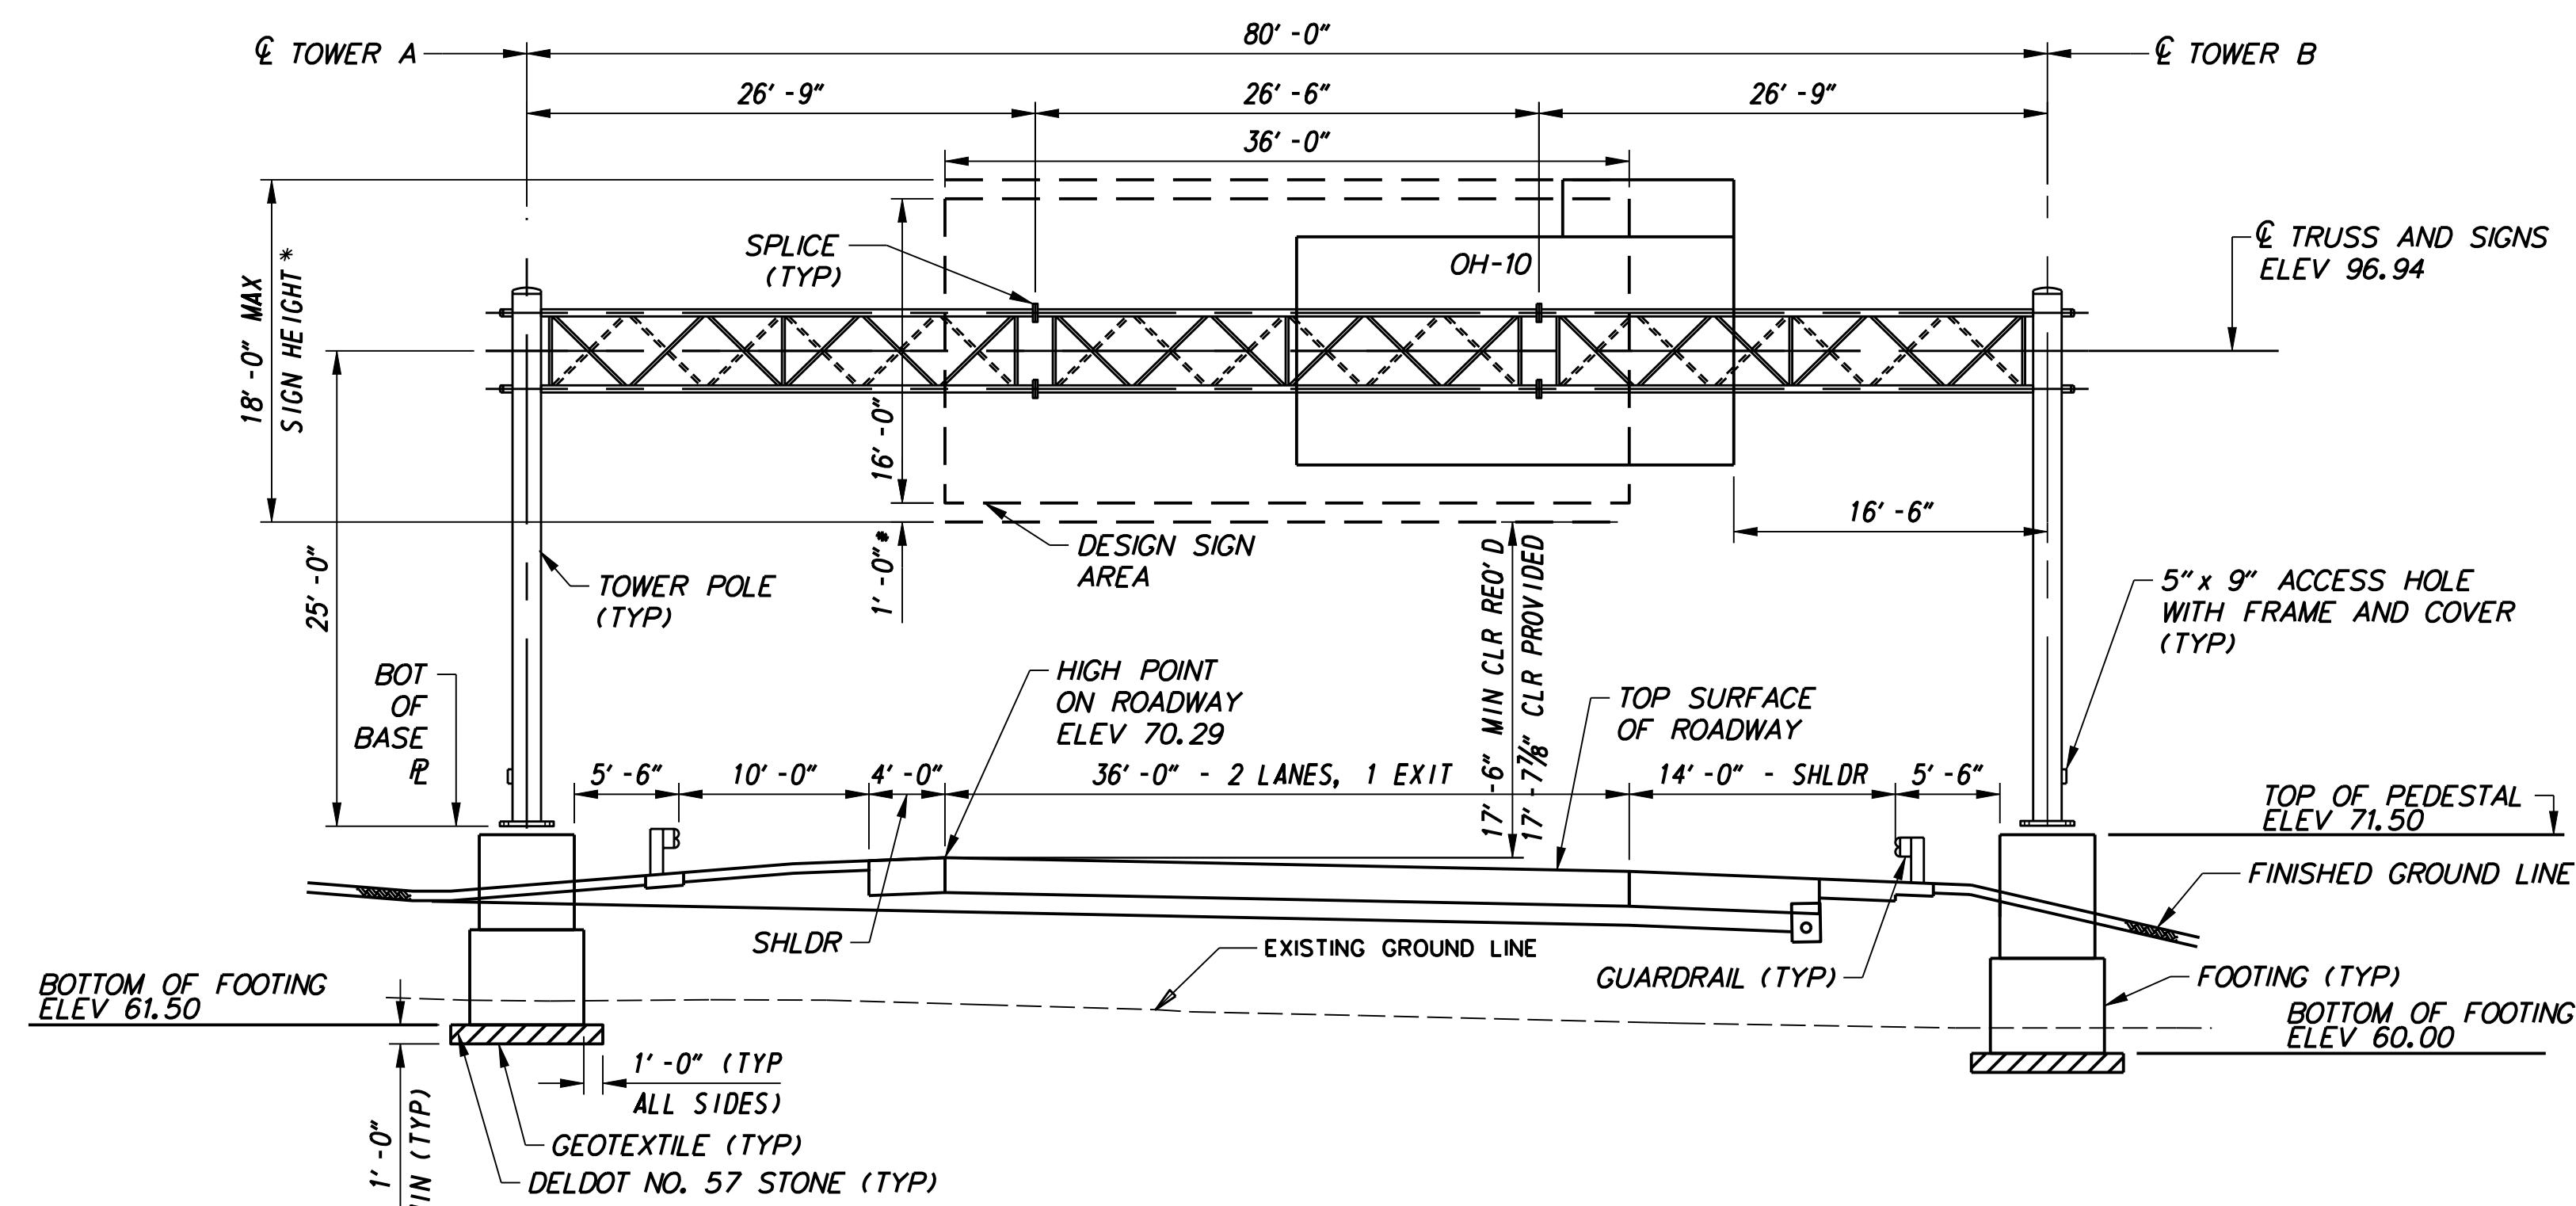 80'-0"
℄ TOWER A
℄ TOWER B
26'-9"
26'-6"
26'-9"
36'-0"
18'-0" MAX
SIGN HEIGHT*
SPLICE
(TYP)
OH-10
℄ TRUSS AND SIGNS
ELEV 96.94
16'-0"
16'-6"
1'-0"*
DESIGN SIGN
AREA
25'-0"
TOWER POLE
(TYP)
17'-6" MIN CLR REQ'D
17'-7⅞" CLR PROVIDED
5" x 9" ACCESS HOLE
WITH FRAME AND COVER
(TYP)
BOT
OF
BASE
℄
HIGH POINT
ON ROADWAY
ELEV 70.29
TOP SURFACE
OF ROADWAY
5'-6"
10'-0"
4'-0"
36'-0" - 2 LANES, 1 EXIT
14'-0" - SHLDR
5'-6"
TOP OF PEDESTAL
ELEV 71.50
FINISHED GROUND LINE
SHLDR
EXISTING GROUND LINE
GUARDRAIL (TYP)
FOOTING (TYP)
BOTTOM OF FOOTING
ELEV 61.50
BOTTOM OF FOOTING
ELEV 60.00
1'-0" (TYP
ALL SIDES)
1'-0"
(TYP)
GEOTEXTILE (TYP)
DELDOT NO. 57 STONE (TYP)